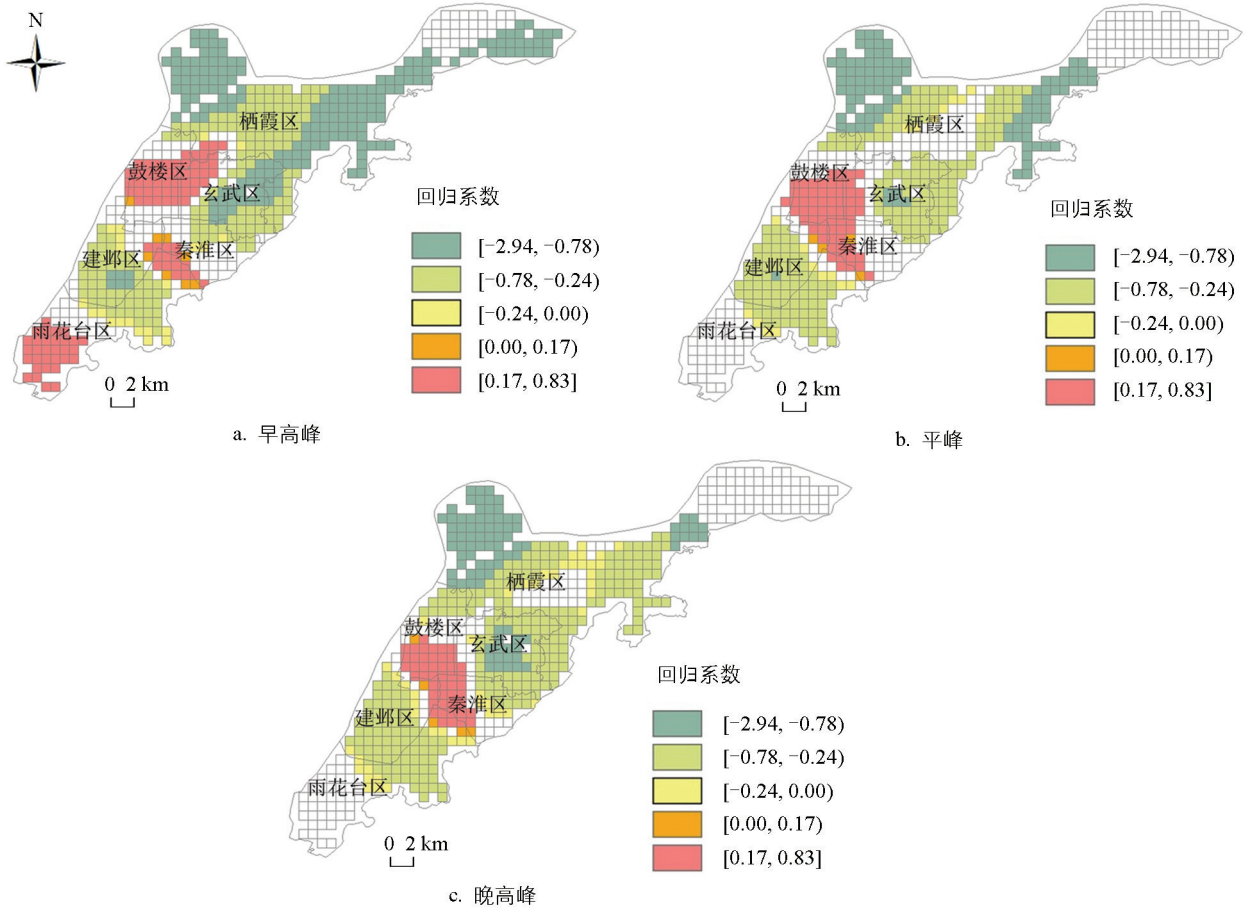 N
栖霞区
鼓楼区
玄武区
秦淮区
建邺区
雨花台区
0 2 km
回归系数
[−2.94, −0.78)
[−0.78, −0.24)
[−0.24, 0.00)
[0.00, 0.17)
[0.17, 0.83]
a. 早高峰
栖霞区
鼓楼区
玄武区
秦淮区
建邺区
雨花台区
0 2 km
回归系数
[−2.94, −0.78)
[−0.78, −0.24)
[−0.24, 0.00)
[0.00, 0.17)
[0.17, 0.83]
b. 平峰
栖霞区
鼓楼区
玄武区
秦淮区
建邺区
雨花台区
0 2 km
回归系数
[−2.94, −0.78)
[−0.78, −0.24)
[−0.24, 0.00)
[0.00, 0.17)
[0.17, 0.83]
c. 晚高峰